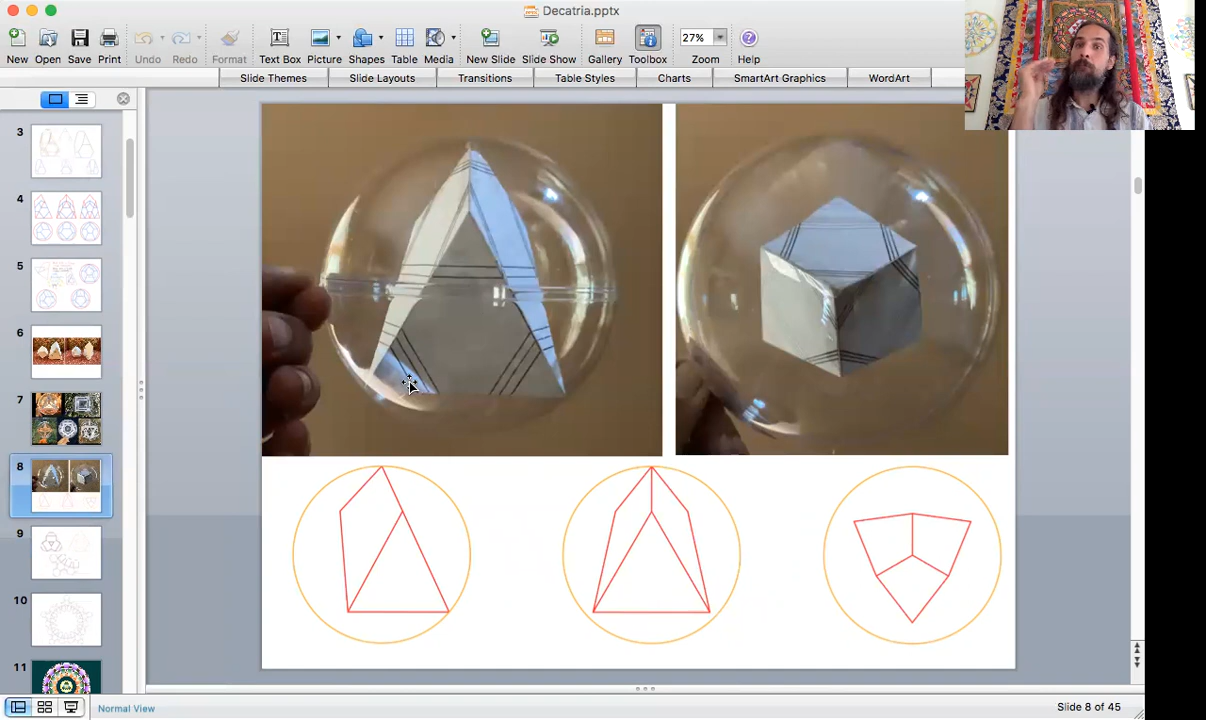 Decatria.pptx
New Open Save Print Undo Redo Format Text Box Picture Shapes Table Media New Slide Slide Show Gallery Toolbox Zoom Help
27%
Slide Themes Slide Layouts Transitions Table Styles Charts SmartArt Graphics WordArt
3
4
5
6
7
8
9
10
11
Normal View
Slide 8 of 45